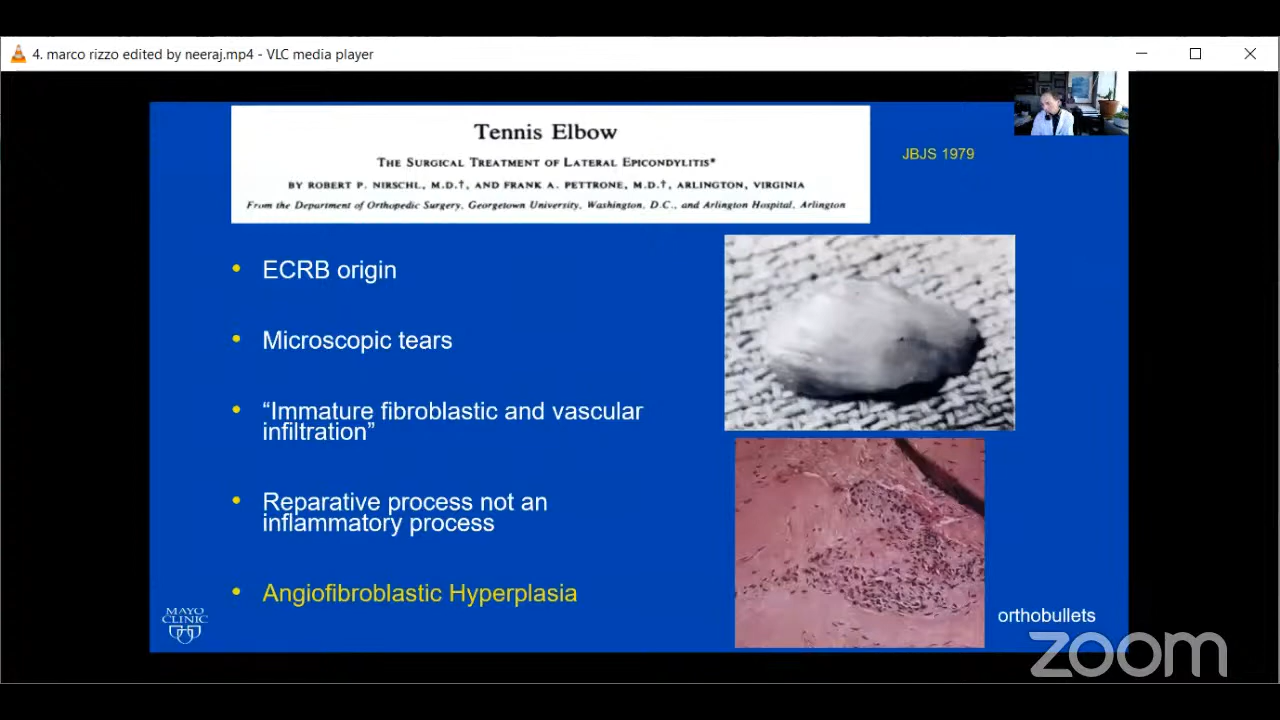 4. marco rizzo edited by neeraj.mp4 - VLC media player
Tennis Elbow
THE SURGICAL TREATMENT OF LATERAL EPICONDYLITIS*
BY ROBERT P. NIRSCHL, M.D.†, AND FRANK A. PETTRONE, M.D.†, ARLINGTON, VIRGINIA
From the Department of Orthopedic Surgery, Georgetown University, Washington, D.C., and Arlington Hospital, Arlington
JBJS 1979
• ECRB origin
• Microscopic tears
• “Immature fibroblastic and vascular
infiltration”
• Reparative process not an
inflammatory process
• Angiofibroblastic Hyperplasia
MAYO
CLINIC
orthobullets
zoom